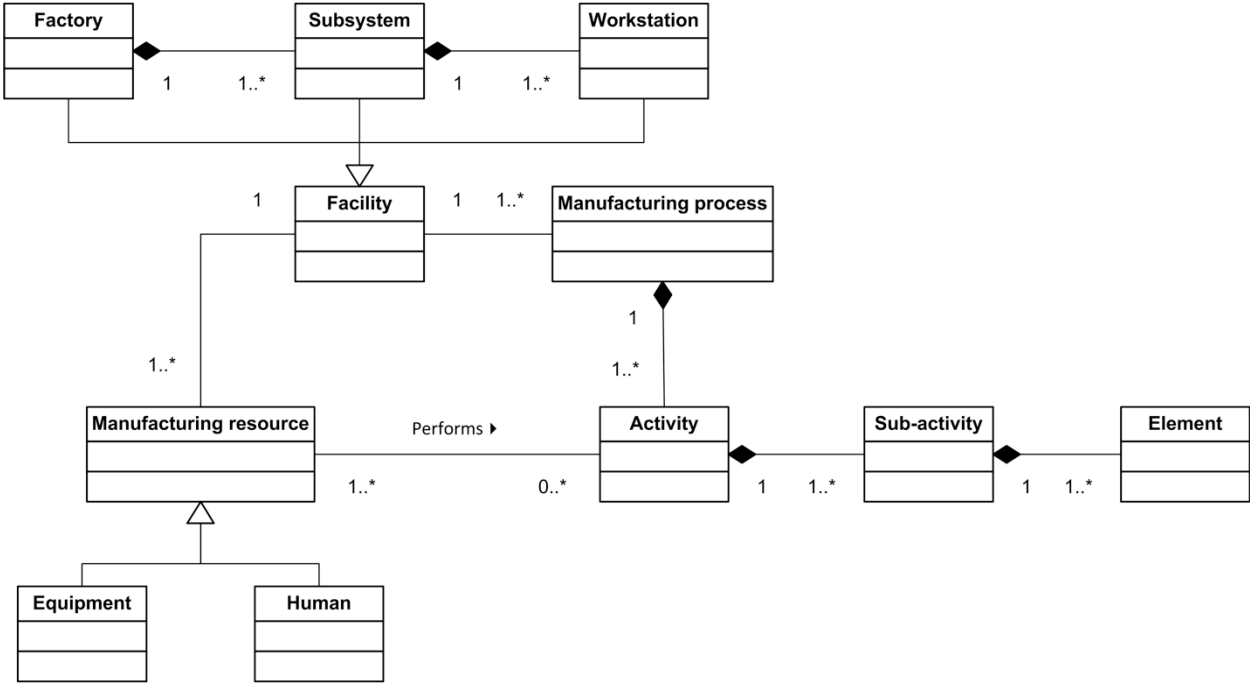 Factory
Subsystem
Workstation
1
1..*
1
1..*
Facility
Manufacturing process
1
1
1..*
1
1..*
1..*
Manufacturing resource
Performs
Activity
Sub-activity
Element
1..*
0..*
1
1..*
1
1..*
Equipment
Human